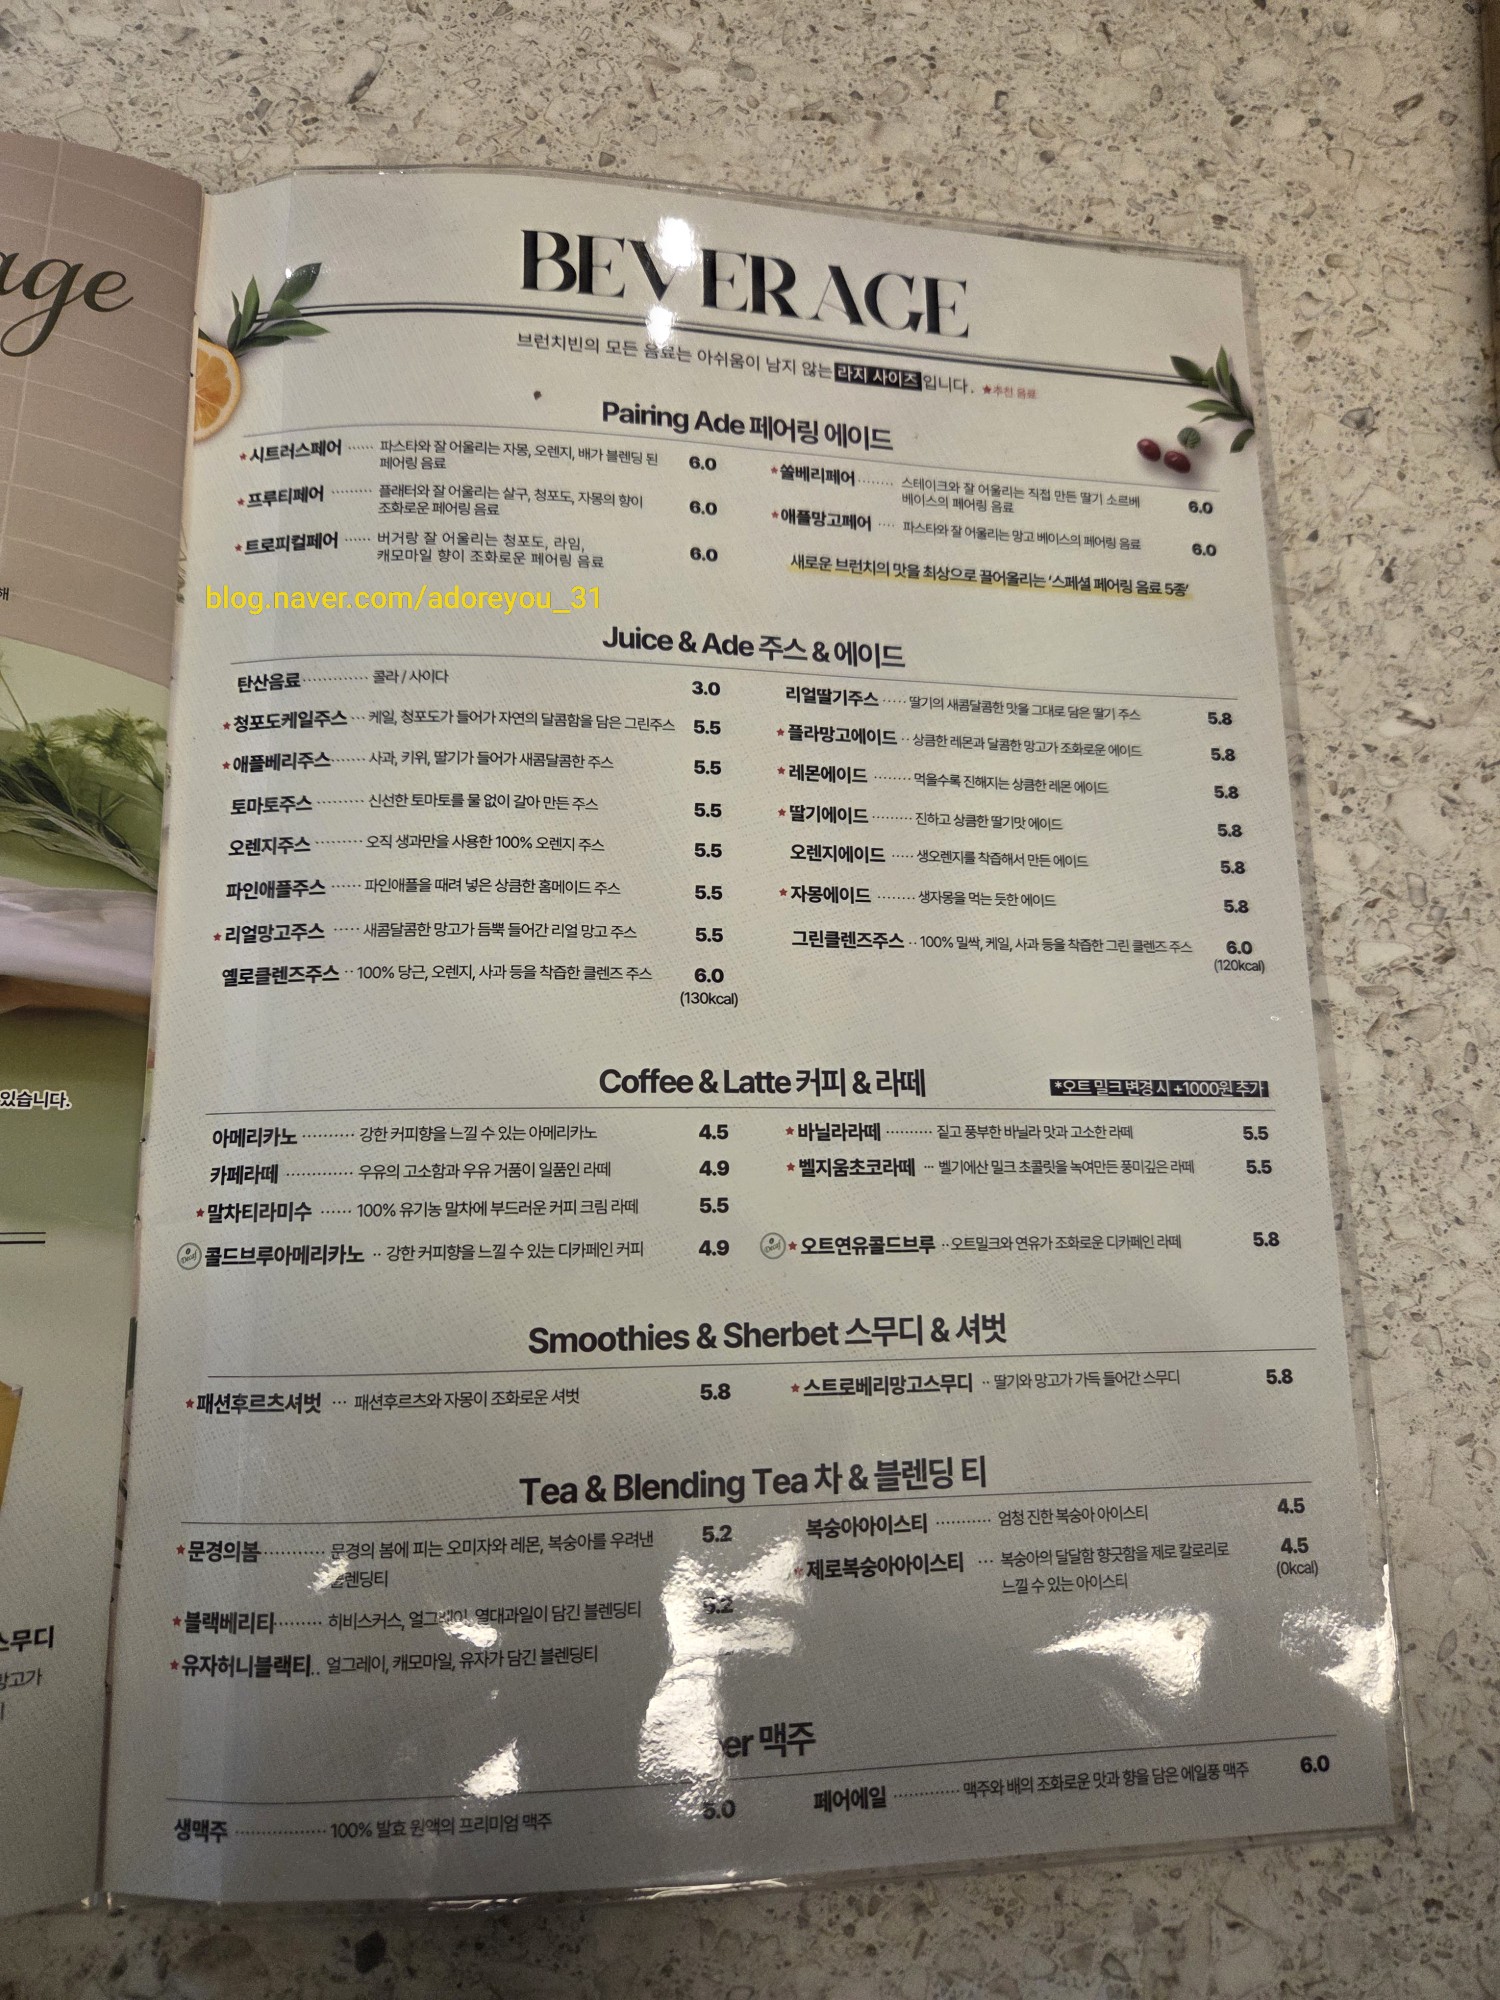 age
해
있습니다.
스무디
망고가
BEVERAGE
브런치빈의 모든 음료는 아쉬움이 남지 않는 라지 사이즈 입니다. ★추천 음료
Pairing Ade 페어링 에이드
★시트러스페어 ······ 파스타와 잘 어울리는 자몽, 오렌지, 배가 블렌딩 된 6.0
페어링 음료
★프루티페어 ········· 플래터와 잘 어울리는 살구, 청포도, 자몽의 향이 6.0
조화로운 페어링 음료
★트로피컬페어 ······ 버거랑 잘 어울리는 청포도, 라임, 6.0
캐모마일 향이 조화로운 페어링 음료
★쏠베리페어 ········ 스테이크와 잘 어울리는 직접 만든 딸기 소르베 6.0
베이스의 페어링 음료
★애플망고페어 ···· 파스타와 잘 어울리는 망고 베이스의 페어링 음료 6.0
새로운 브런치의 맛을 최상으로 끌어올리는 '스페셜 페어링 음료 5종'
blog.naver.com/adoreyou_31
Juice & Ade 주스 & 에이드
탄산음료 ············ 콜라 / 사이다 3.0
★청포도케일주스 ··· 케일, 청포도가 들어가 자연의 달콤함을 담은 그린주스 5.5
★애플베리주스 ······· 사과, 키위, 딸기가 들어가 새콤달콤한 주스 5.5
토마토주스 ········· 신선한 토마토를 물 없이 갈아 만든 주스 5.5
오렌지주스 ········· 오직 생과만을 사용한 100% 오렌지 주스 5.5
파인애플주스 ······ 파인애플을 때려 넣은 상큼한 홈메이드 주스 5.5
★리얼망고주스 ····· 새콤달콤한 망고가 듬뿍 들어간 리얼 망고 주스 5.5
옐로클렌즈주스 ·· 100% 당근, 오렌지, 사과 등을 착즙한 클렌즈 주스 6.0
(130kcal)
리얼딸기주스 ····· 딸기의 새콤달콤한 맛을 그대로 담은 딸기 주스 5.8
★플라망고에이드 ·· 상큼한 레몬과 달콤한 망고가 조화로운 에이드 5.8
★레몬에이드 ········ 먹을수록 진해지는 상큼한 레몬 에이드 5.8
★딸기에이드 ········· 진하고 상큼한 딸기맛 에이드 5.8
오렌지에이드 ····· 생오렌지를 착즙해서 만든 에이드 5.8
★자몽에이드 ········ 생자몽을 먹는 듯한 에이드 5.8
그린클렌즈주스 ·· 100% 밀싹, 케일, 사과 등을 착즙한 그린 클렌즈 주스 6.0
(120kcal)
Coffee & Latte 커피 & 라떼
*오트 밀크 변경 시 +1000원 추가
아메리카노 ·········· 강한 커피향을 느낄 수 있는 아메리카노 4.5
카페라떼 ············· 우유의 고소함과 우유 거품이 일품인 라떼 4.9
★말차티라미수 ······ 100% 유기농 말차에 부드러운 커피 크림 라떼 5.5
Decaf 콜드브루아메리카노 ·· 강한 커피향을 느낄 수 있는 디카페인 커피 4.9
★바닐라라떼 ·········· 짙고 풍부한 바닐라 맛과 고소한 라떼 5.5
★벨지움초코라떼 ··· 벨기에산 밀크 초콜릿을 녹여만든 풍미깊은 라떼 5.5
Decaf ★오트연유콜드브루 ·· 오트밀크와 연유가 조화로운 디카페인 라떼 5.8
Smoothies & Sherbet 스무디 & 셔벗
★패션후르츠셔벗 ··· 패션후르츠와 자몽이 조화로운 셔벗 5.8
★스트로베리망고스무디 ·· 딸기와 망고가 가득 들어간 스무디 5.8
Tea & Blending Tea 차 & 블렌딩 티
★문경의봄 ············ 문경의 봄에 피는 오미자와 레몬, 복숭아를 우려낸 5.2
블렌딩티
★블랙베리티 ········· 히비스커스, 얼그레이, 열대과일이 담긴 블렌딩티 5.2
★유자허니블랙티.. 얼그레이, 캐모마일, 유자가 담긴 블렌딩티
복숭아아이스티 ··········· 엄청 진한 복숭아 아이스티 4.5
★제로복숭아아이스티 ··· 복숭아의 달달함 향긋함을 제로 칼로리로 4.5
느낄 수 있는 아이스티 (0kcal)
er 맥주
생맥주 ················· 100% 발효 원액의 프리미엄 맥주 5.0
페어에일 ············ 맥주와 배의 조화로운 맛과 향을 담은 에일풍 맥주 6.0